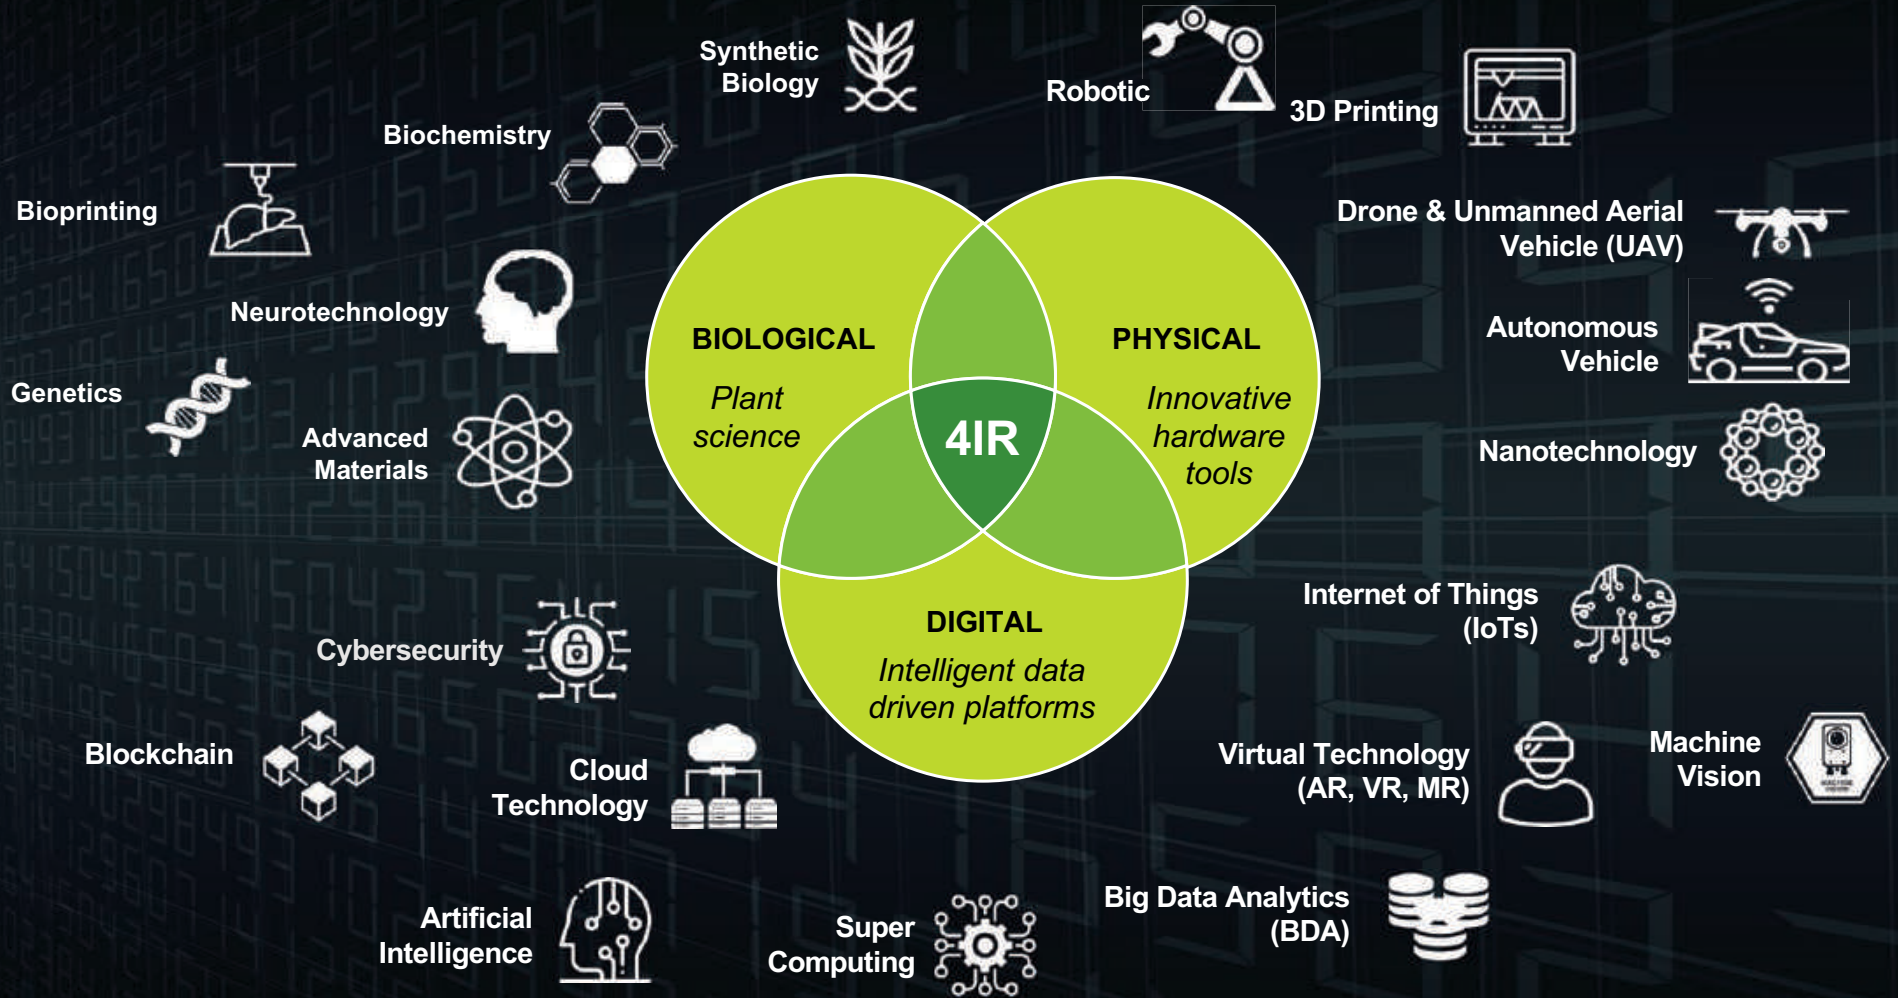 Synthetic
Biology
Robotic
3D Printing
Biochemistry
Bioprinting
Drone & Unmanned Aerial
Vehicle (UAV)
Neurotechnology
Autonomous
Vehicle
BIOLOGICAL
Plant
science
PHYSICAL
Innovative
hardware
tools
4IR
Genetics
Advanced
Materials
Nanotechnology
DIGITAL
Intelligent data
driven platforms
Internet of Things
(IoTs)
Cybersecurity
Blockchain
Cloud
Technology
Virtual Technology
(AR, VR, MR)
Machine
Vision
Artificial
Intelligence
Super
Computing
Big Data Analytics
(BDA)